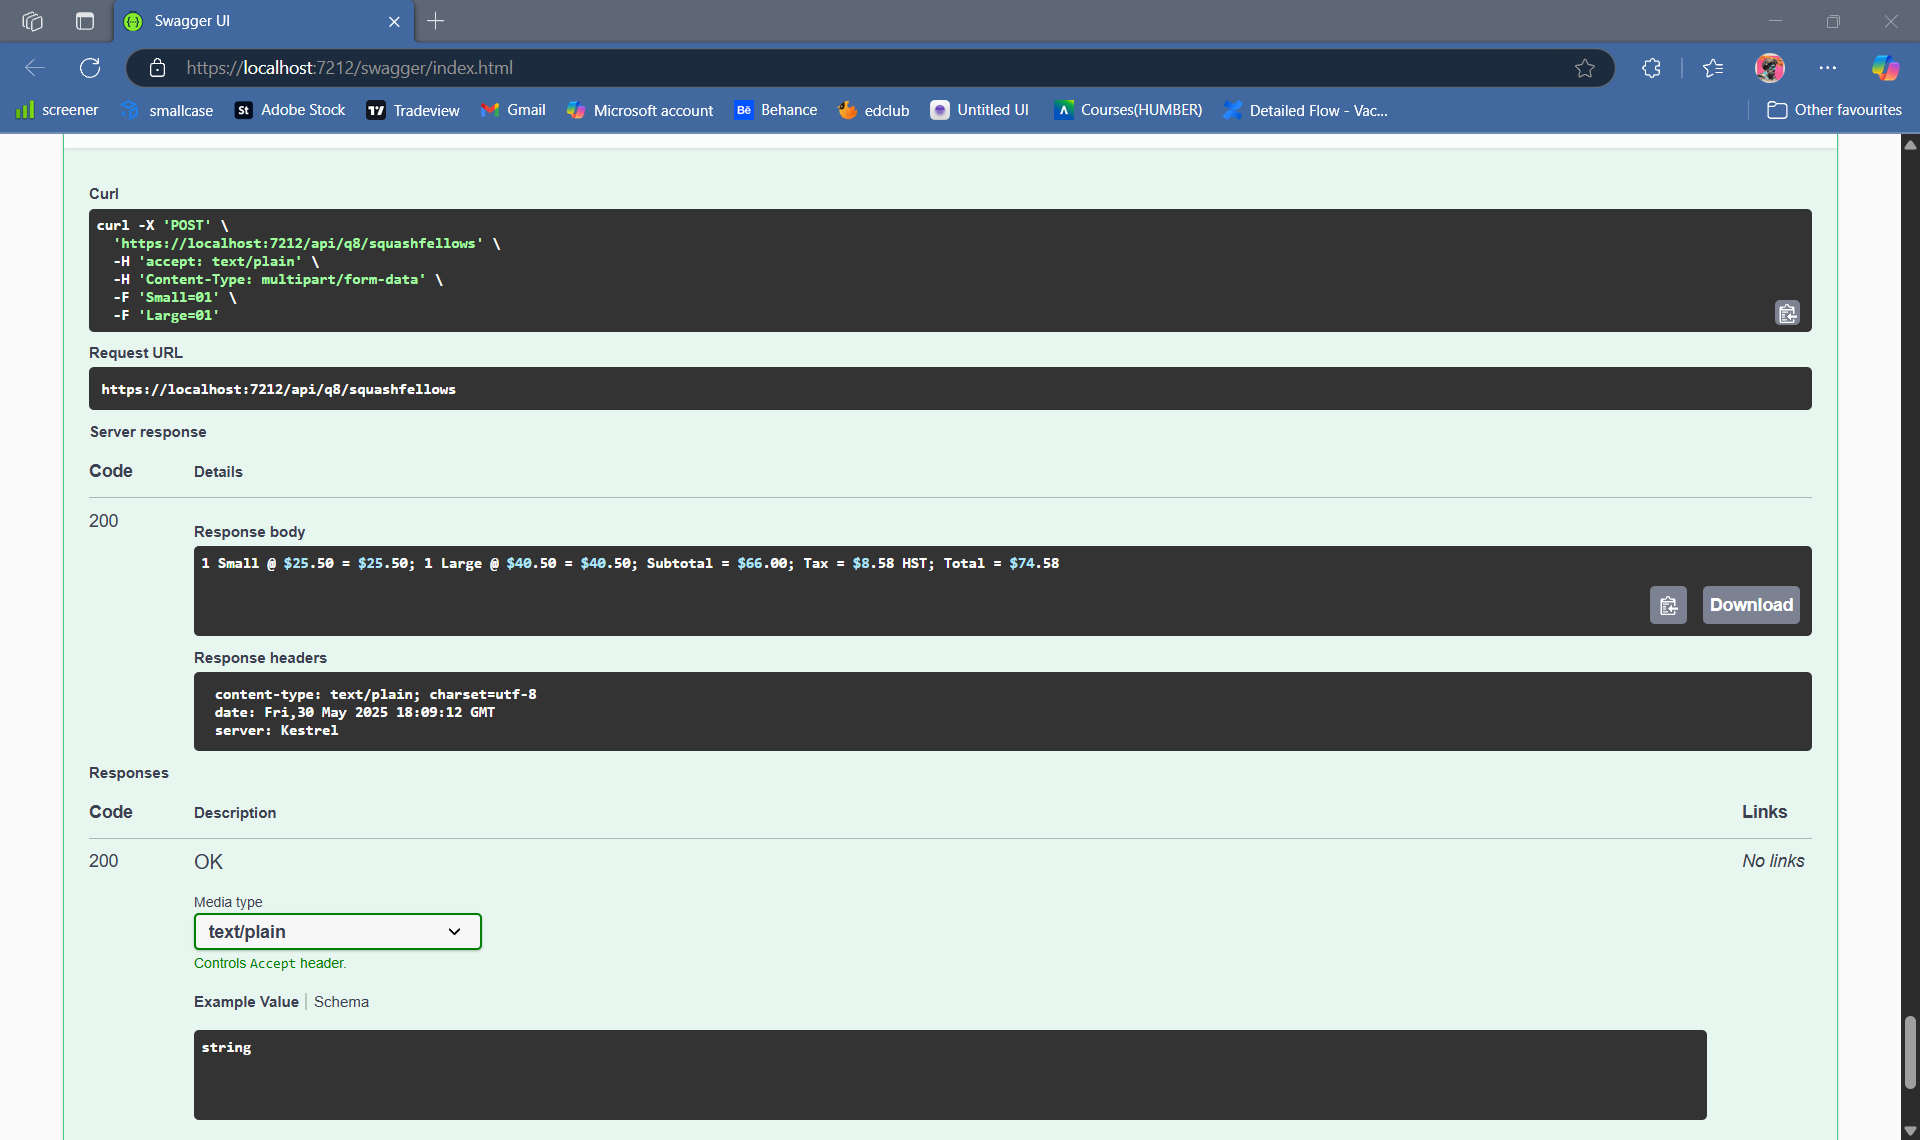 Swagger UI
https://localhost:7212/swagger/index.html
screener
smallcase
Adobe Stock
Tradeview
Gmail
Microsoft account
Behance
edclub
Untitled UI
Courses(HUMBER)
Detailed Flow - Vac...
Other favourites
Curl
curl -X 'POST' \
'https://localhost:7212/api/q8/squashfellows' \
-H 'accept: text/plain' \
-H 'Content-Type: multipart/form-data' \
-F 'Small=01' \
-F 'Large=01'
Request URL
https://localhost:7212/api/q8/squashfellows
Server response
Code Details
200
Response body
1 Small @ $25.50 = $25.50; 1 Large @ $40.50 = $40.50; Subtotal = $66.00; Tax = $8.58 HST; Total = $74.58
Download
Response headers
content-type: text/plain; charset=utf-8
date: Fri,30 May 2025 18:09:12 GMT
server: Kestrel
Responses
Code Description Links
200 OK No links
Media type
text/plain
Controls Accept header.
Example Value | Schema
string